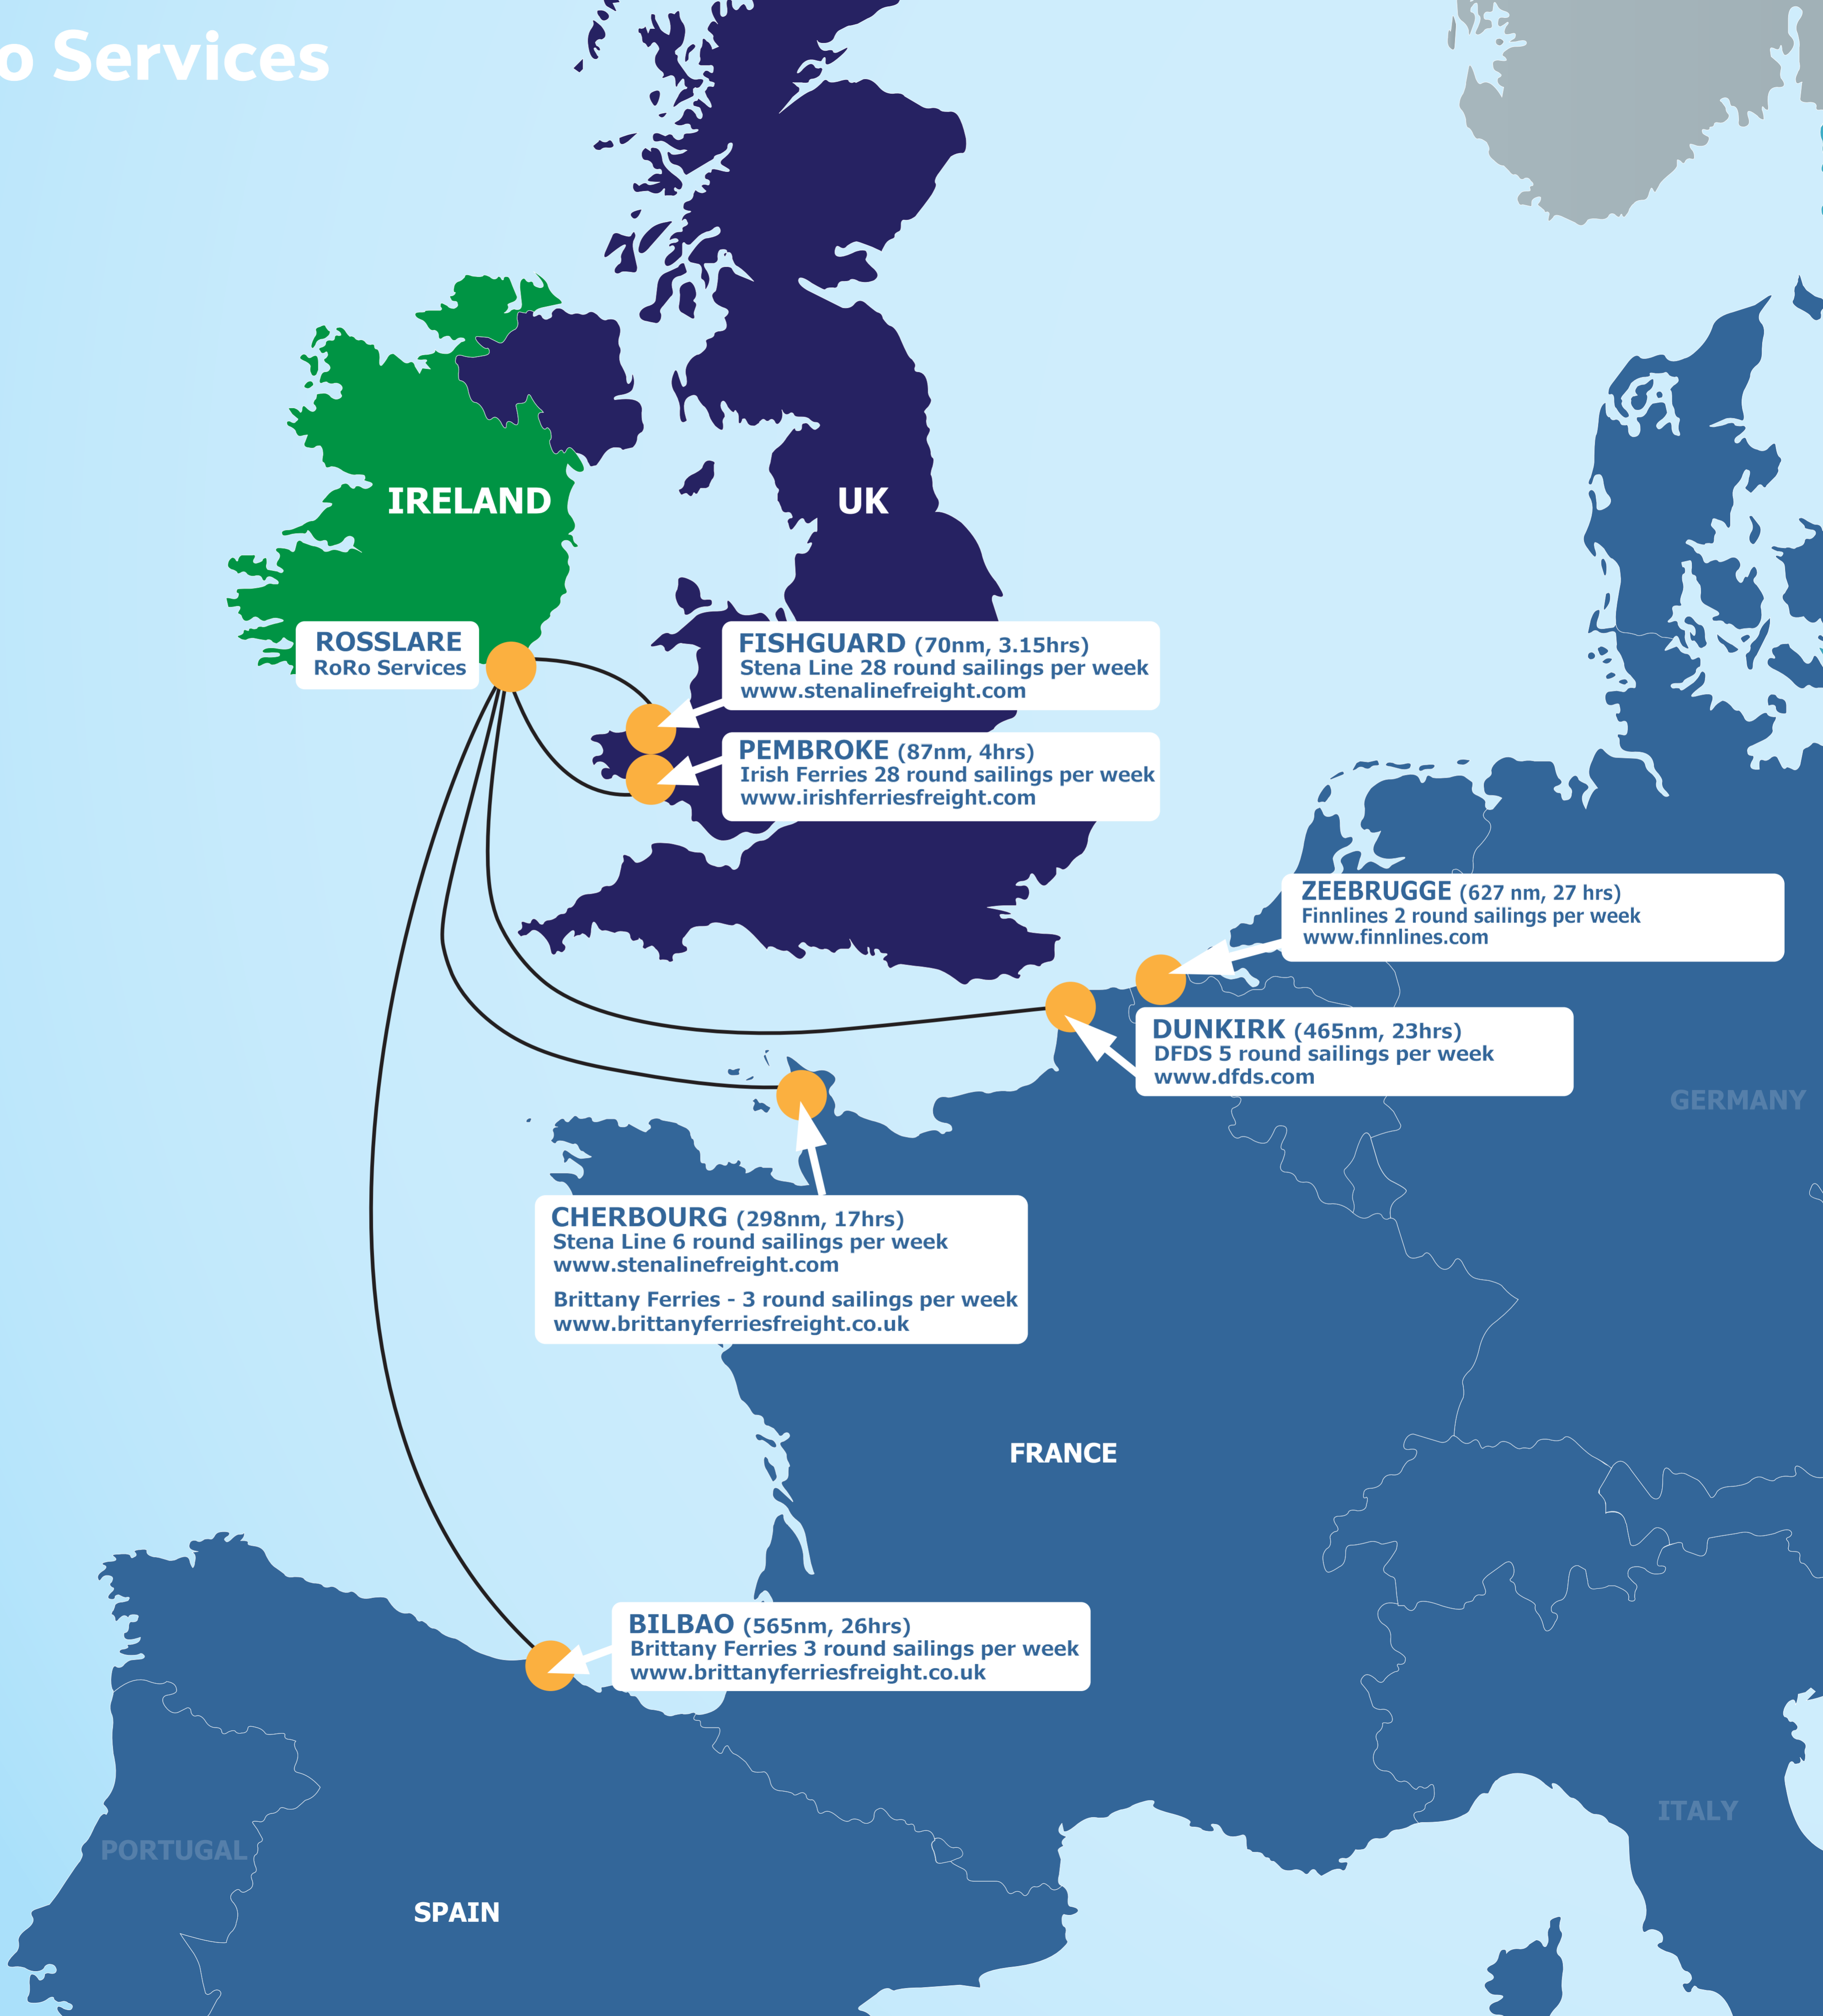 o Services
IRELAND
UK
ROSSLARE
RoRo Services
FISHGUARD (70nm, 3.15hrs)
Stena Line 28 round sailings per week
www.stenalinefreight.com
PEMBROKE (87nm, 4hrs)
Irish Ferries 28 round sailings per week
www.irishferriesfreight.com
ZEEBRUGGE (627 nm, 27 hrs)
Finnlines 2 round sailings per week
www.finnlines.com
DUNKIRK (465nm, 23hrs)
DFDS 5 round sailings per week
www.dfds.com
GERMANY
CHERBOURG (298nm, 17hrs)
Stena Line 6 round sailings per week
www.stenalinefreight.com
Brittany Ferries - 3 round sailings per week
www.brittanyferriesfreight.co.uk
FRANCE
BILBAO (565nm, 26hrs)
Brittany Ferries 3 round sailings per week
www.brittanyferriesfreight.co.uk
ITALY
PORTUGAL
SPAIN